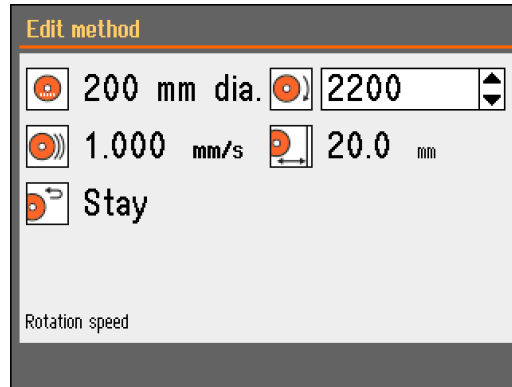 Edit method
200 mm dia. 2200
1.000 mm/s 20.0 mm
Stay
Rotation speed